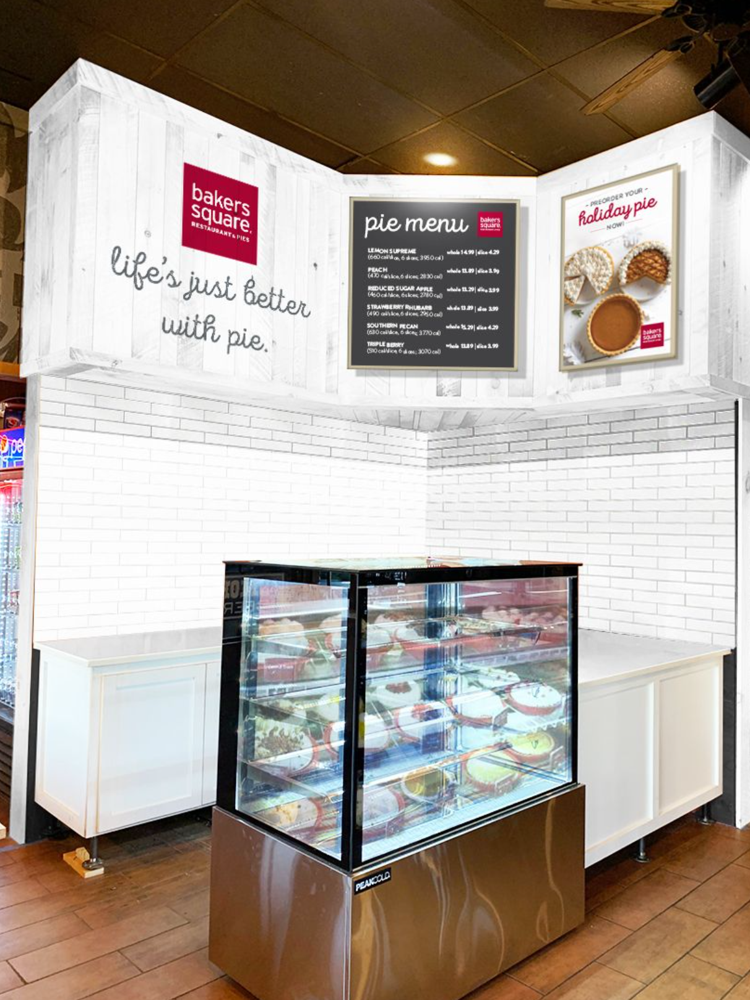 bakers
square
RESTAURANT & PIES
life's just better
with pie.
pie menu
bakers
square
LEMON SUPREME
(660 cal/slice, 6 slices; 3950 cal)
whole 14.99 | slice 4.29
PEACH
(470 cal/slice, 6 slices; 2830 cal)
whole 13.89 | slice 3.99
REDUCED SUGAR APPLE
(460 cal/slice, 6 slices; 2780 cal)
whole 13.29 | slice 3.99
STRAWBERRY RHUBARB
(490 cal/slice, 6 slices; 2950 cal)
whole 13.89 | slice 3.99
SOUTHERN PECAN
(630 cal/slice, 6 slices; 3770 cal)
whole 15.29 | slice 4.29
TRIPLE BERRY
(510 cal/slice, 6 slices; 3070 cal)
whole 13.89 | slice 3.99
- PREORDER YOUR -
holiday pie
NOW!
bakers
square
PEAKCOLD